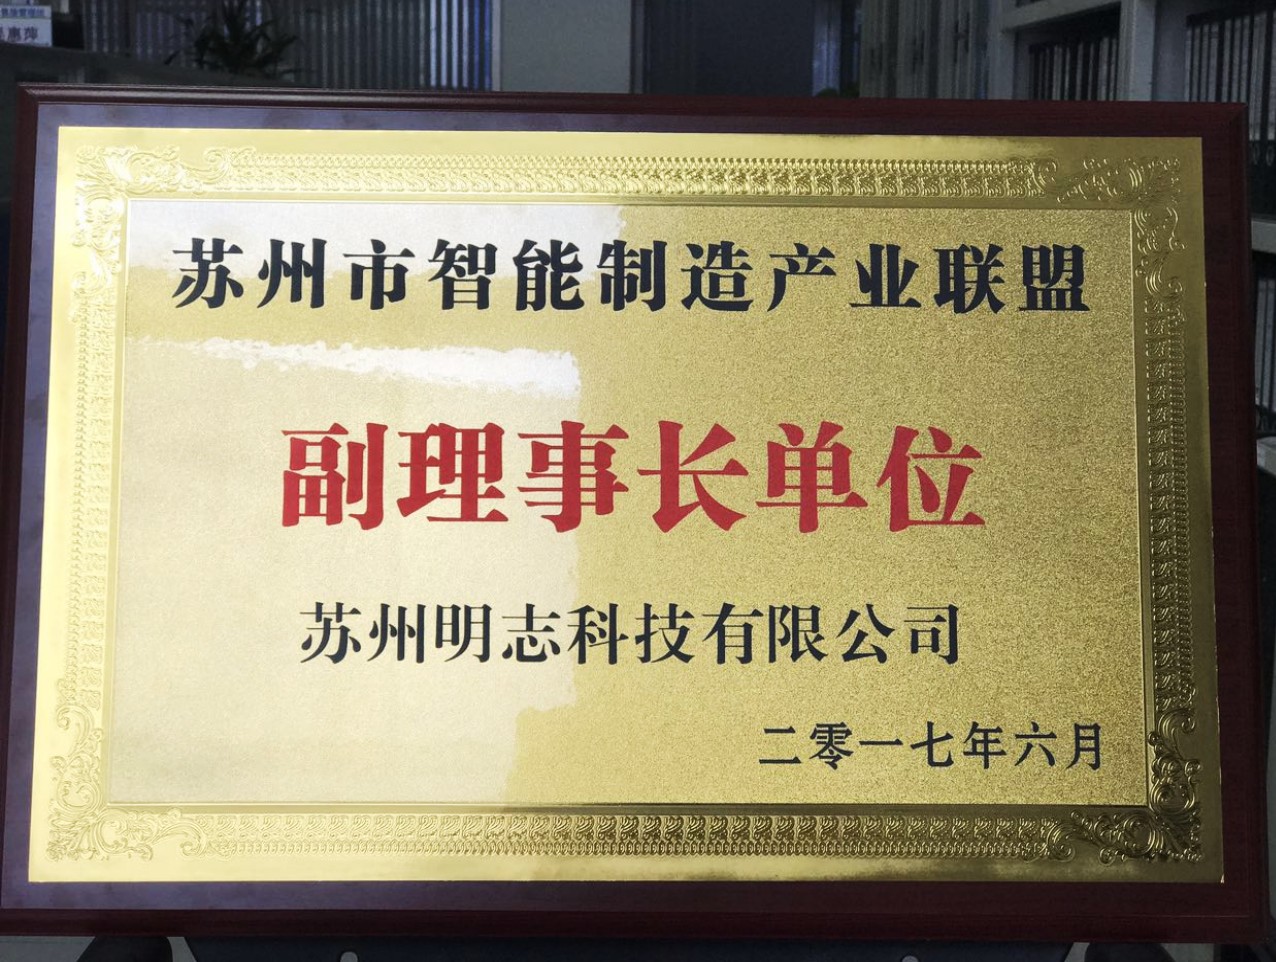 苏州市智能制造产业联盟
副理事长单位
苏州明志科技有限公司
二零一七年六月